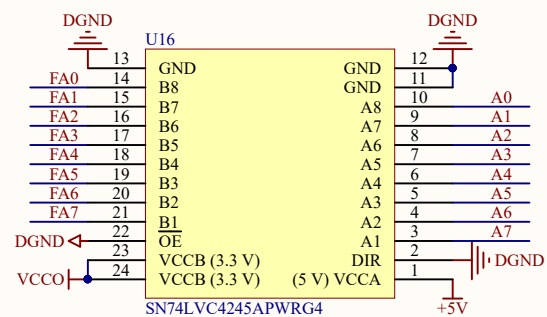 DGND DGND
U16
13 GND GND 12
FA0 14 B8 GND 11
FA1 15 B7 A8 10 A0
FA2 16 B6 A7 9 A1
FA3 17 B5 A6 8 A2
FA4 18 B4 A5 7 A3
FA5 19 B3 A4 6 A4
FA6 20 B2 A3 5 A5
FA7 21 B1 A2 4 A6
DGND 22 OE A1 3 A7
23 VCCB (3.3 V) DIR 2 DGND
VCCO 24 VCCB (3.3 V) (5 V) VCCA 1
SN74LVC4245APWRG4 +5V